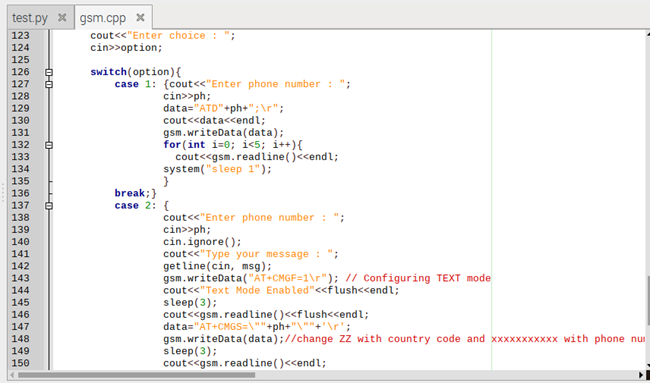 test.py gsm.cpp
123 cout<<"Enter choice : ";
124 cin>>option;
125
126 switch(option){
127 case 1: {cout<<"Enter phone number : ";
128 cin>>ph;
129 data="ATD"+ph+";\r";
130 cout<<data<<endl;
131 gsm.writeData(data);
132 for(int i=0; i<5; i++){
133 cout<<gsm.readline()<<endl;
134 system("sleep 1");
135 }
136 break;}
137 case 2: {
138 cout<<"Enter phone number : ";
139 cin>>ph;
140 cin.ignore();
141 cout<<"Type your message : ";
142 getline(cin, msg);
143 gsm.writeData("AT+CMGF=1\r"); // Configuring TEXT mode
144 cout<<"Text Mode Enabled"<<flush<<endl;
145 sleep(3);
146 cout<<gsm.readline()<<flush<<endl;
147 data="AT+CMGS=\""+ph+"\""+'\r';
148 gsm.writeData(data);//change ZZ with country code and xxxxxxxxxxx with phone num
149 sleep(3);
150 cout<<gsm.readline()<<endl;